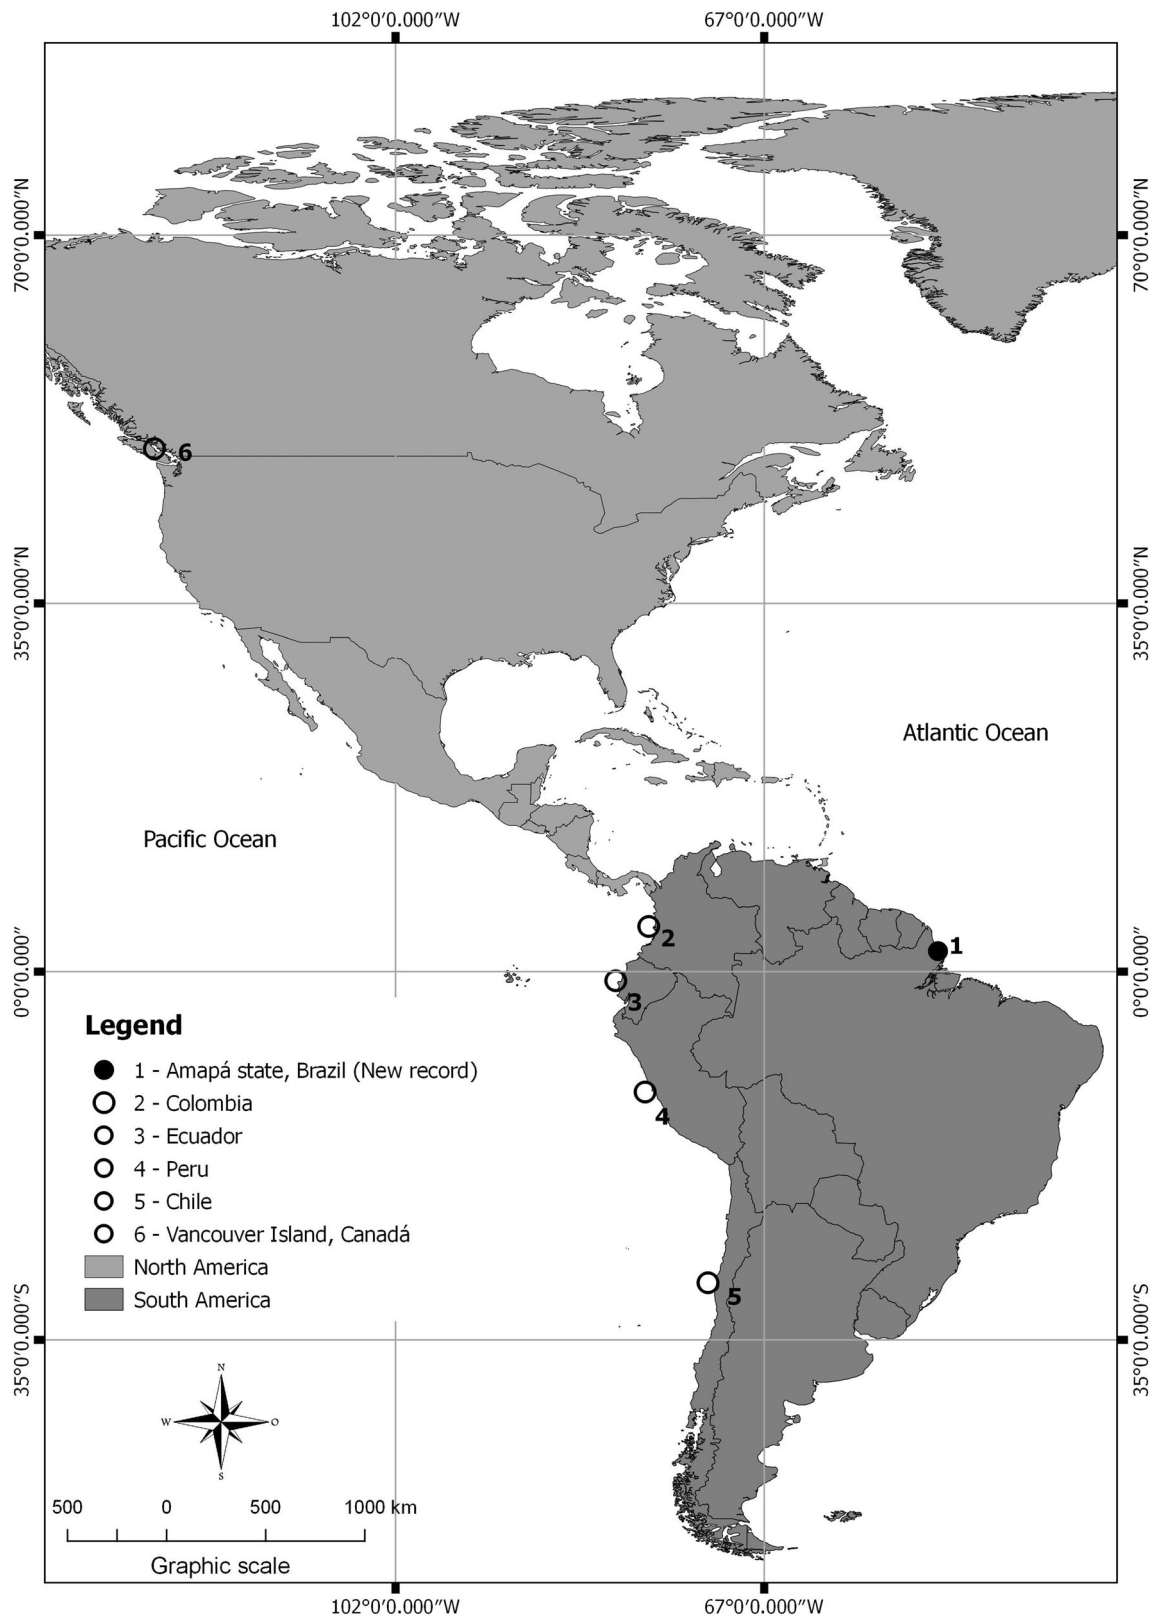 102°0'0.000"W 67°0'0.000"W
70°0'0.000"N 70°0'0.000"N
6
35°0'0.000"N 35°0'0.000"N
Atlantic Ocean
Pacific Ocean
2 1
0°0'0.000" 0°0'0.000"
3
Legend
1 - Amapá state, Brazil (New record)
2 - Colombia
3 - Ecuador
4 - Peru
5 - Chile
6 - Vancouver Island, Canadá
North America
South America
4
5
35°0'0.000"S 35°0'0.000"S
N
W O
S
500 0 500 1000 km
Graphic scale
102°0'0.000"W 67°0'0.000"W